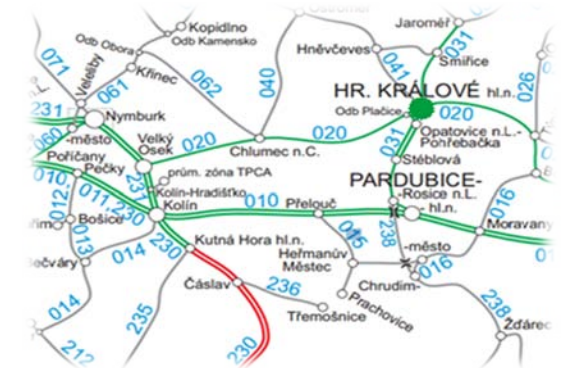 Kopidlno
Odb Kamensko
Odb Obora
Jaroměř
031
Hněvčeves
Smiřice
071
Veleliby
061
Křinec
062
040
041
026
HR. KRÁLOVÉ hl.n.
231
Nymburk
Odb Plačice
020
060
-město
Velký
Osek
020
020
Opatovice n.L.-
Pohřebačka
031
Poříčany
Chlumec n.C.
Stéblová
010
Pečky
prům. zóna TPCA
PARDUBICE-
012
011,230
Kolín-Hradišťko
-Rosice n.L.
Kolín
010
Přelouč
hl.n.
016
Bošice
Moravany
013
014
230
Kutná Hora hl.n.
015
238
-město
Heřmanův
Městec
Čáslav
236
Chrudim-
016
014
235
Třemošnice
Prachovice
238
212
230
Žďárec